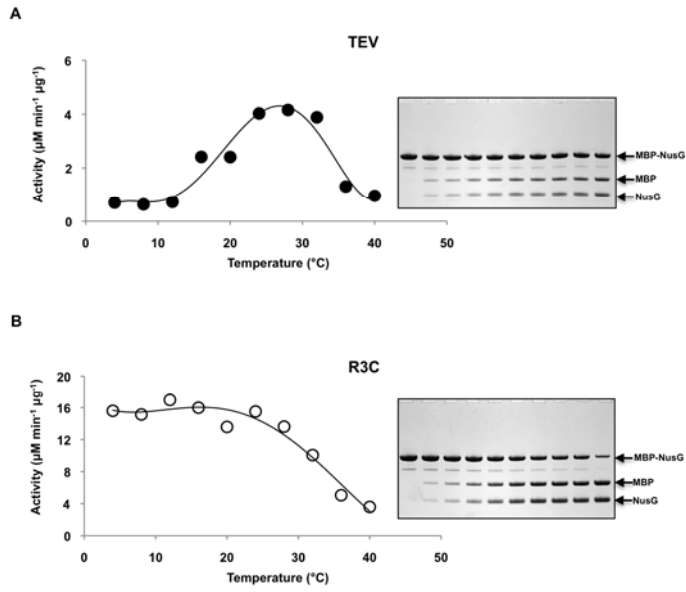 A
TEV
Activity (µM min⁻¹ µg⁻¹)
6
4
2
0
0 10 20 30 40 50
Temperature (°C)
MBP-NusG
MBP
NusG
B
R3C
Activity (µM min⁻¹ µg⁻¹)
20
16
12
8
4
0
0 10 20 30 40 50
Temperature (°C)
MBP-NusG
MBP
NusG